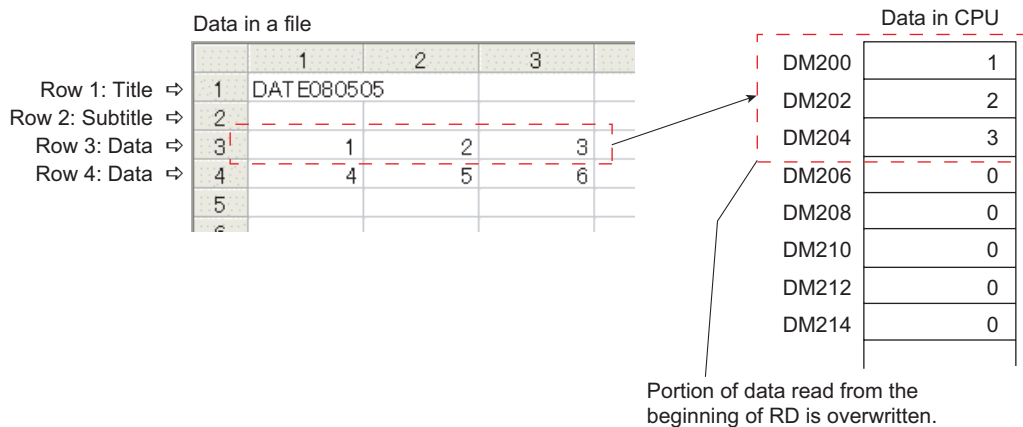 Data in a file
Data in CPU
1 2 3
Row 1: Title ⇨ 1 DATE080505
Row 2: Subtitle ⇨ 2
Row 3: Data ⇨ 3 1 2 3
Row 4: Data ⇨ 4 4 5 6
5
DM200 1
DM202 2
DM204 3
DM206 0
DM208 0
DM210 0
DM212 0
DM214 0
Portion of data read from the
beginning of RD is overwritten.